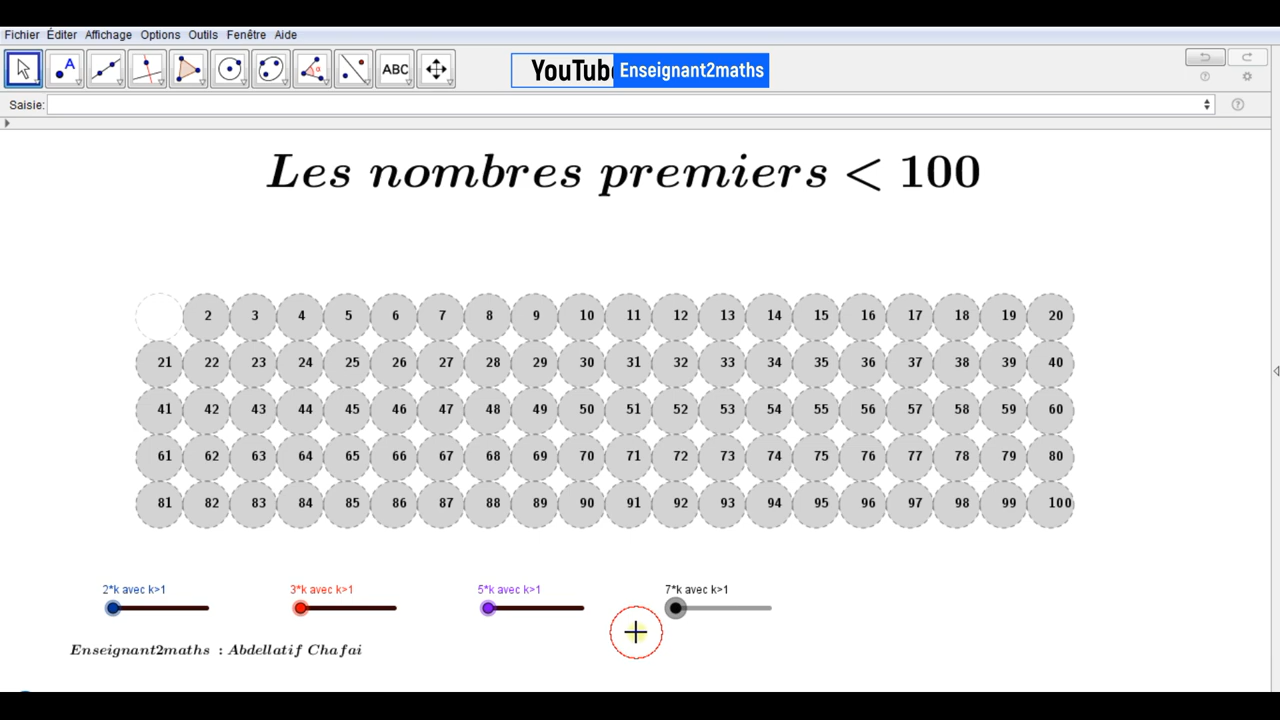 Fichier Éditer Affichage Options Outils Fenêtre Aide
A ABC
YouTube Enseignant2maths
Saisie:
Les nombres premiers < 100
2 3 4 5 6 7 8 9 10 11 12 13 14 15 16 17 18 19 20
21 22 23 24 25 26 27 28 29 30 31 32 33 34 35 36 37 38 39 40
41 42 43 44 45 46 47 48 49 50 51 52 53 54 55 56 57 58 59 60
61 62 63 64 65 66 67 68 69 70 71 72 73 74 75 76 77 78 79 80
81 82 83 84 85 86 87 88 89 90 91 92 93 94 95 96 97 98 99 100
2*k avec k>1 3*k avec k>1 5*k avec k>1 7*k avec k>1
Enseignant2maths : Abdellatif Chafai